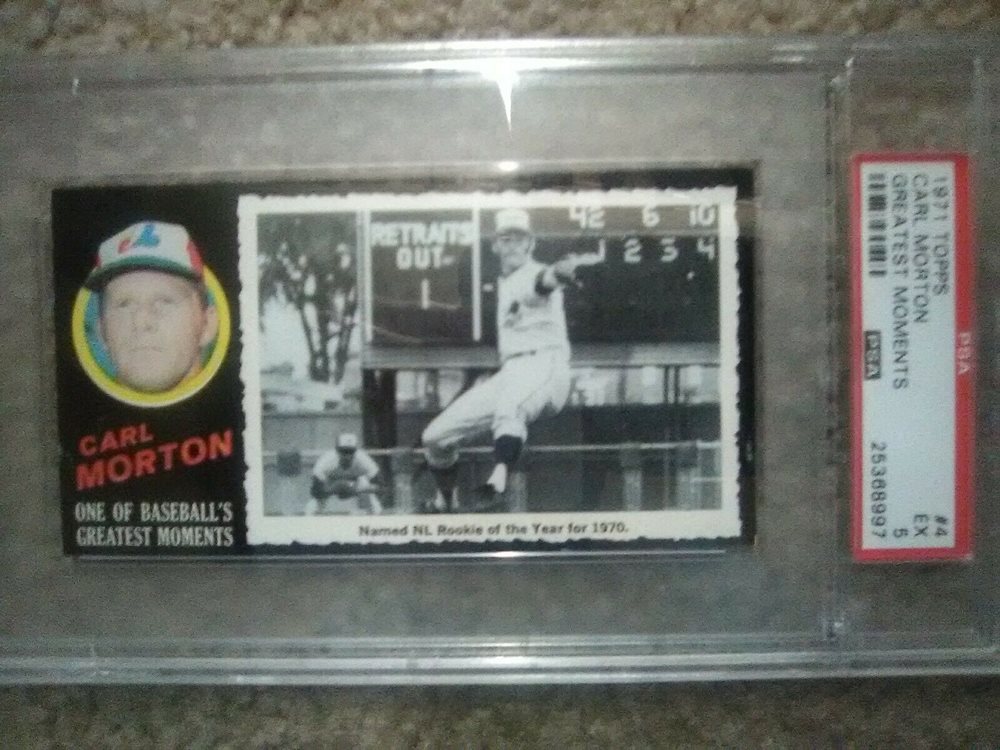 CARL
MORTON
ONE OF BASEBALL'S
GREATEST MOMENTS
RETRAITS
OUT
1
42 6 10
1 2 3 4
Named NL Rookie of the Year for 1970.
1971 TOPPS #4
CARL MORTON EX
GREATEST MOMENTS 5
PSA 25368997
PSA